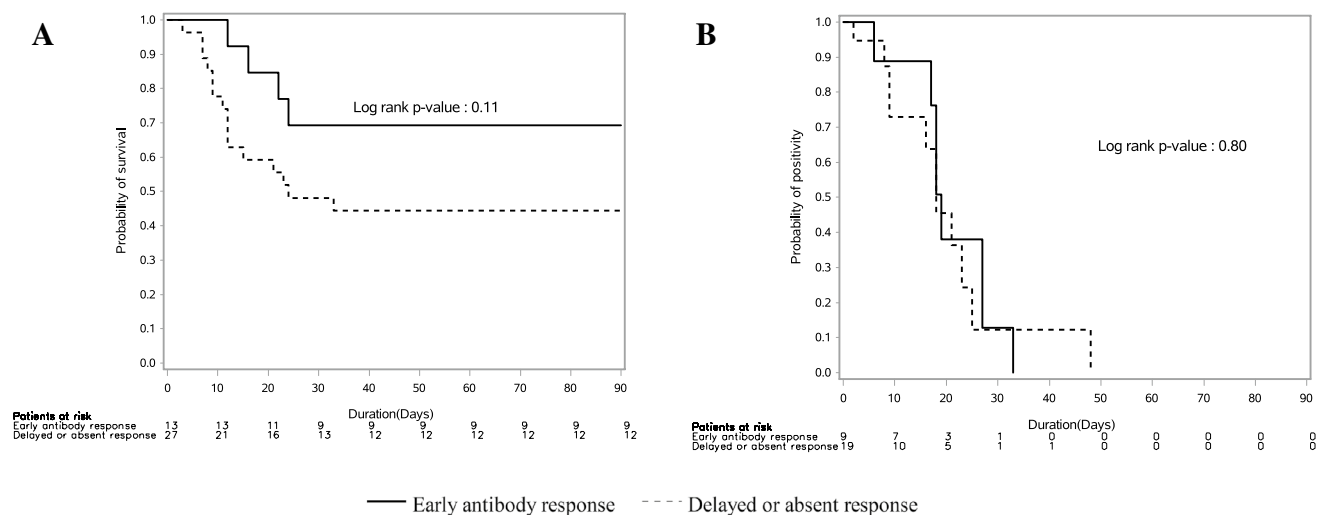 A
Probability of survival
1.0
0.9
0.8
0.7
0.6
0.5
0.4
0.3
0.2
0.1
0.0
Log rank p-value : 0.11
0 10 20 30 40 50 60 70 80 90
Duration(Days)
Patients at risk
Early antibody response 13 13 11 9 9 9 9 9 9 9
Delayed or absent response 27 21 16 13 12 12 12 12 12 12
B
Probability of positivity
1.0
0.9
0.8
0.7
0.6
0.5
0.4
0.3
0.2
0.1
0.0
Log rank p-value : 0.80
0 10 20 30 40 50 60 70 80 90
Duration(Days)
Patients at risk
Early antibody response 9 7 3 1 0 0 0 0 0 0
Delayed or absent response 19 10 5 1 1 0 0 0 0 0
Early antibody response Delayed or absent response